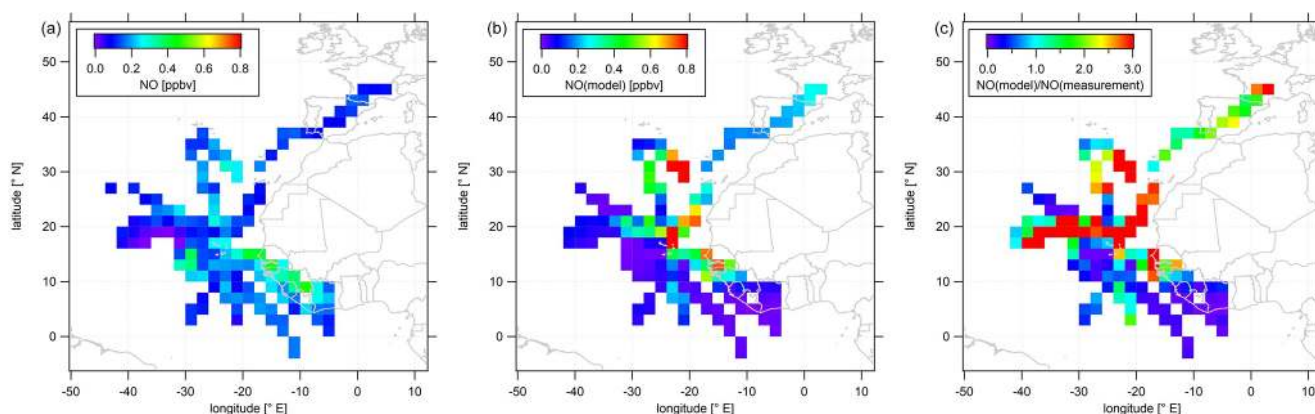 (a)
0.0 0.2 0.4 0.6 0.8
NO [ppbv]
50
40
30
20
10
0
latitude [° N]
-50 -40 -30 -20 -10 0 10
longitude [° E]
(b)
0.0 0.2 0.4 0.6 0.8
NO(model) [ppbv]
50
40
30
20
10
0
latitude [° N]
-50 -40 -30 -20 -10 0 10
longitude [° E]
(c)
0.0 1.0 2.0 3.0
NO(model)/NO(measurement)
50
40
30
20
10
0
latitude [° N]
-50 -40 -30 -20 -10 0 10
longitude [° E]